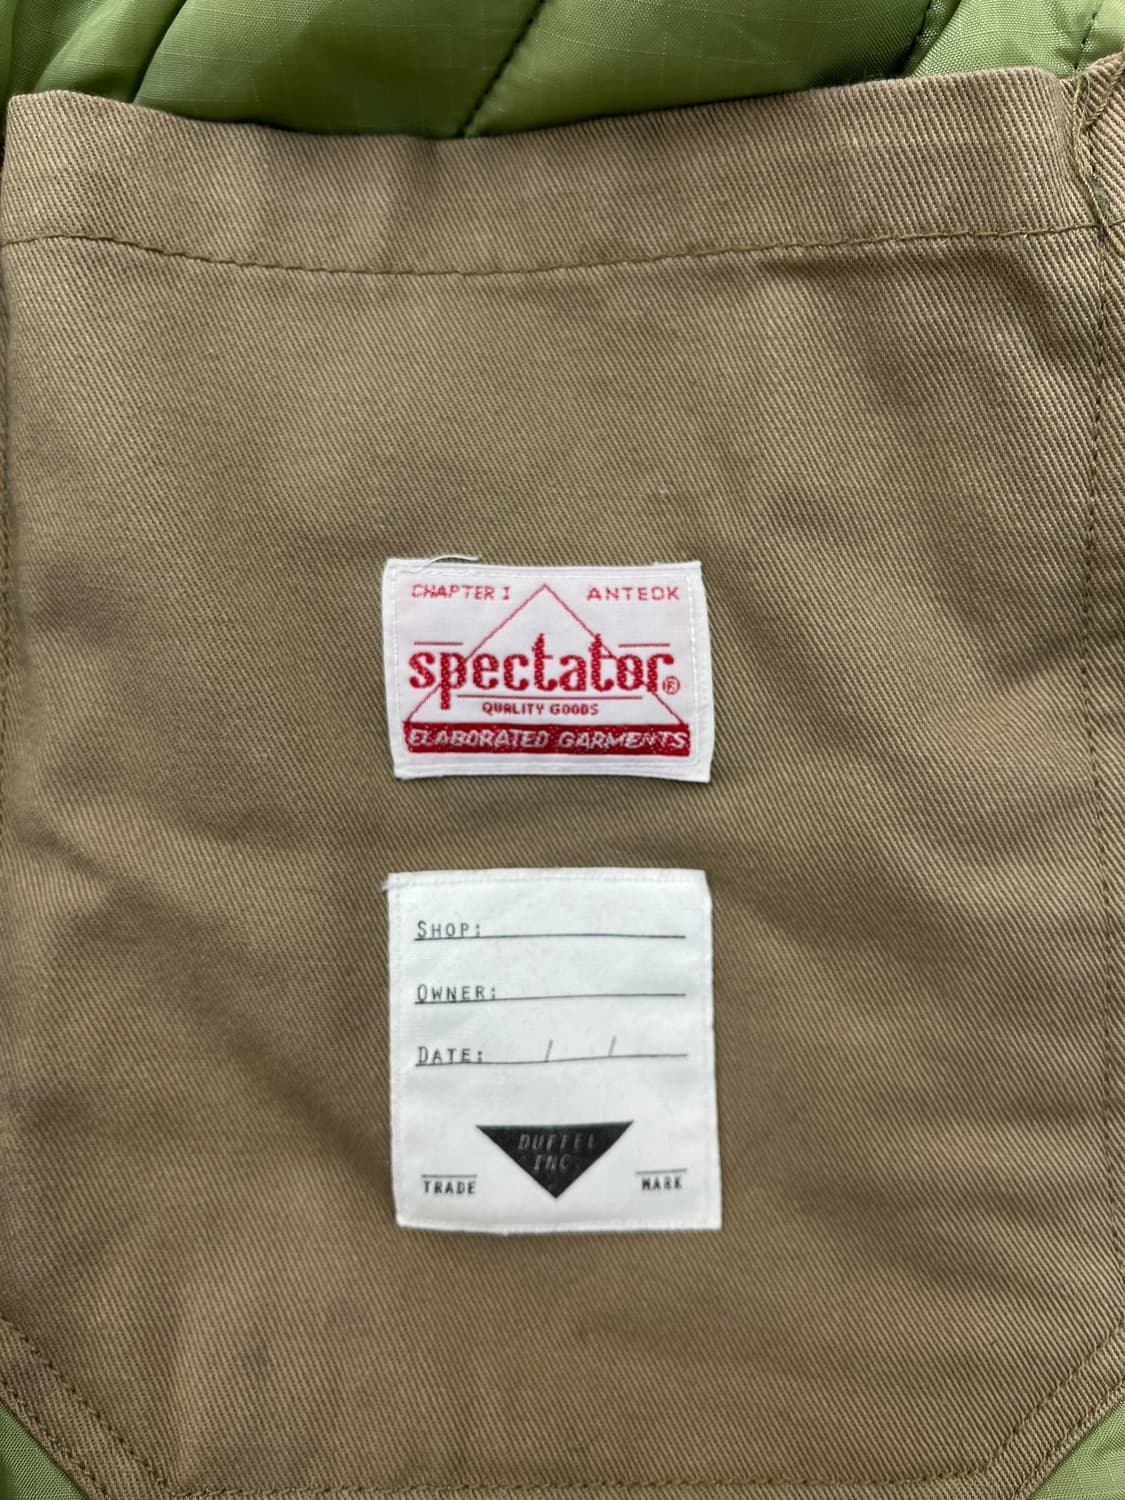 CHAPTER I ANTEOK
spectator®
QUALITY GOODS
ELABORATED GARMENTS
SHOP:
OWNER:
DATE: / /
DUFFEL
INC.
TRADE MARK